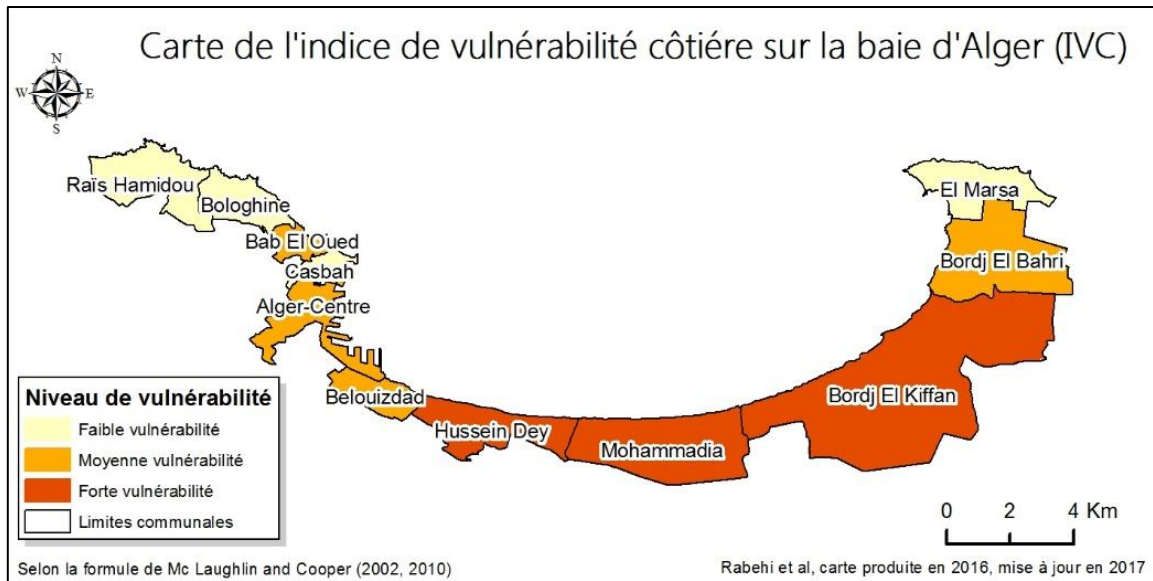 Carte de l'indice de vulnérabilité côtiére sur la baie d'Alger (IVC)
N
W
E
S
Raïs Hamidou
Bologhine
Bab El Oued
Casbah
Alger-Centre
Belouizdad
Hussein Dey
Mohammadia
Bordj El Kiffan
Bordj El Bahri
El Marsa
Niveau de vulnérabilité
Faible vulnérabilité
Moyenne vulnérabilité
Forte vulnérabilité
Limites communales
0 2 4 Km
Selon la formule de Mc Laughlin and Cooper (2002, 2010)
Rabehi et al, carte produite en 2016, mise à jour en 2017